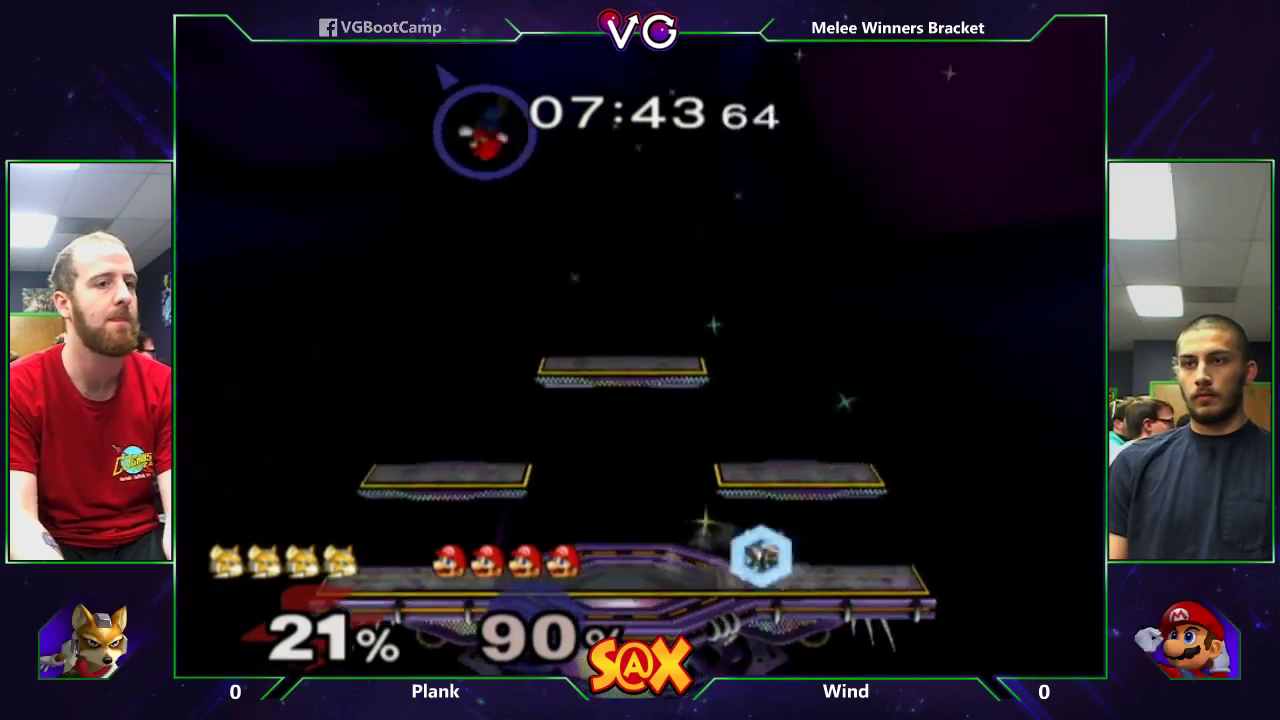 VGBootCamp
VG
Melee Winners Bracket
07:43 64
21%
90%
S@X
0
Plank
Wind
0